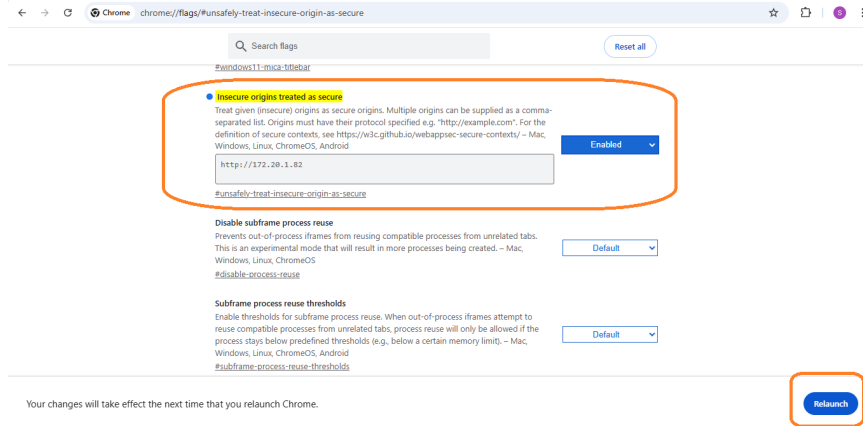 Chrome
chrome://flags/#unsafely-treat-insecure-origin-as-secure
S
Search flags
Reset all
#windows11-mica-titlebar
Insecure origins treated as secure
Treat given (insecure) origins as secure origins. Multiple origins can be supplied as a comma-
separated list. Origins must have their protocol specified e.g. "http://example.com". For the
definition of secure contexts, see https://w3c.github.io/webappsec-secure-contexts/ – Mac,
Windows, Linux, ChromeOS, Android
Enabled
http://172.20.1.82
#unsafely-treat-insecure-origin-as-secure
Disable subframe process reuse
Prevents out-of-process iframes from reusing compatible processes from unrelated tabs.
This is an experimental mode that will result in more processes being created. – Mac,
Windows, Linux, ChromeOS
Default
#disable-process-reuse
Subframe process reuse thresholds
Enable thresholds for subframe process reuse. When out-of-process iframes attempt to
reuse compatible processes from unrelated tabs, process reuse will only be allowed if the
process stays below predefined thresholds (e.g., below a certain memory limit). – Mac,
Windows, Linux, ChromeOS, Android
Default
#subframe-process-reuse-thresholds
Your changes will take effect the next time that you relaunch Chrome.
Relaunch